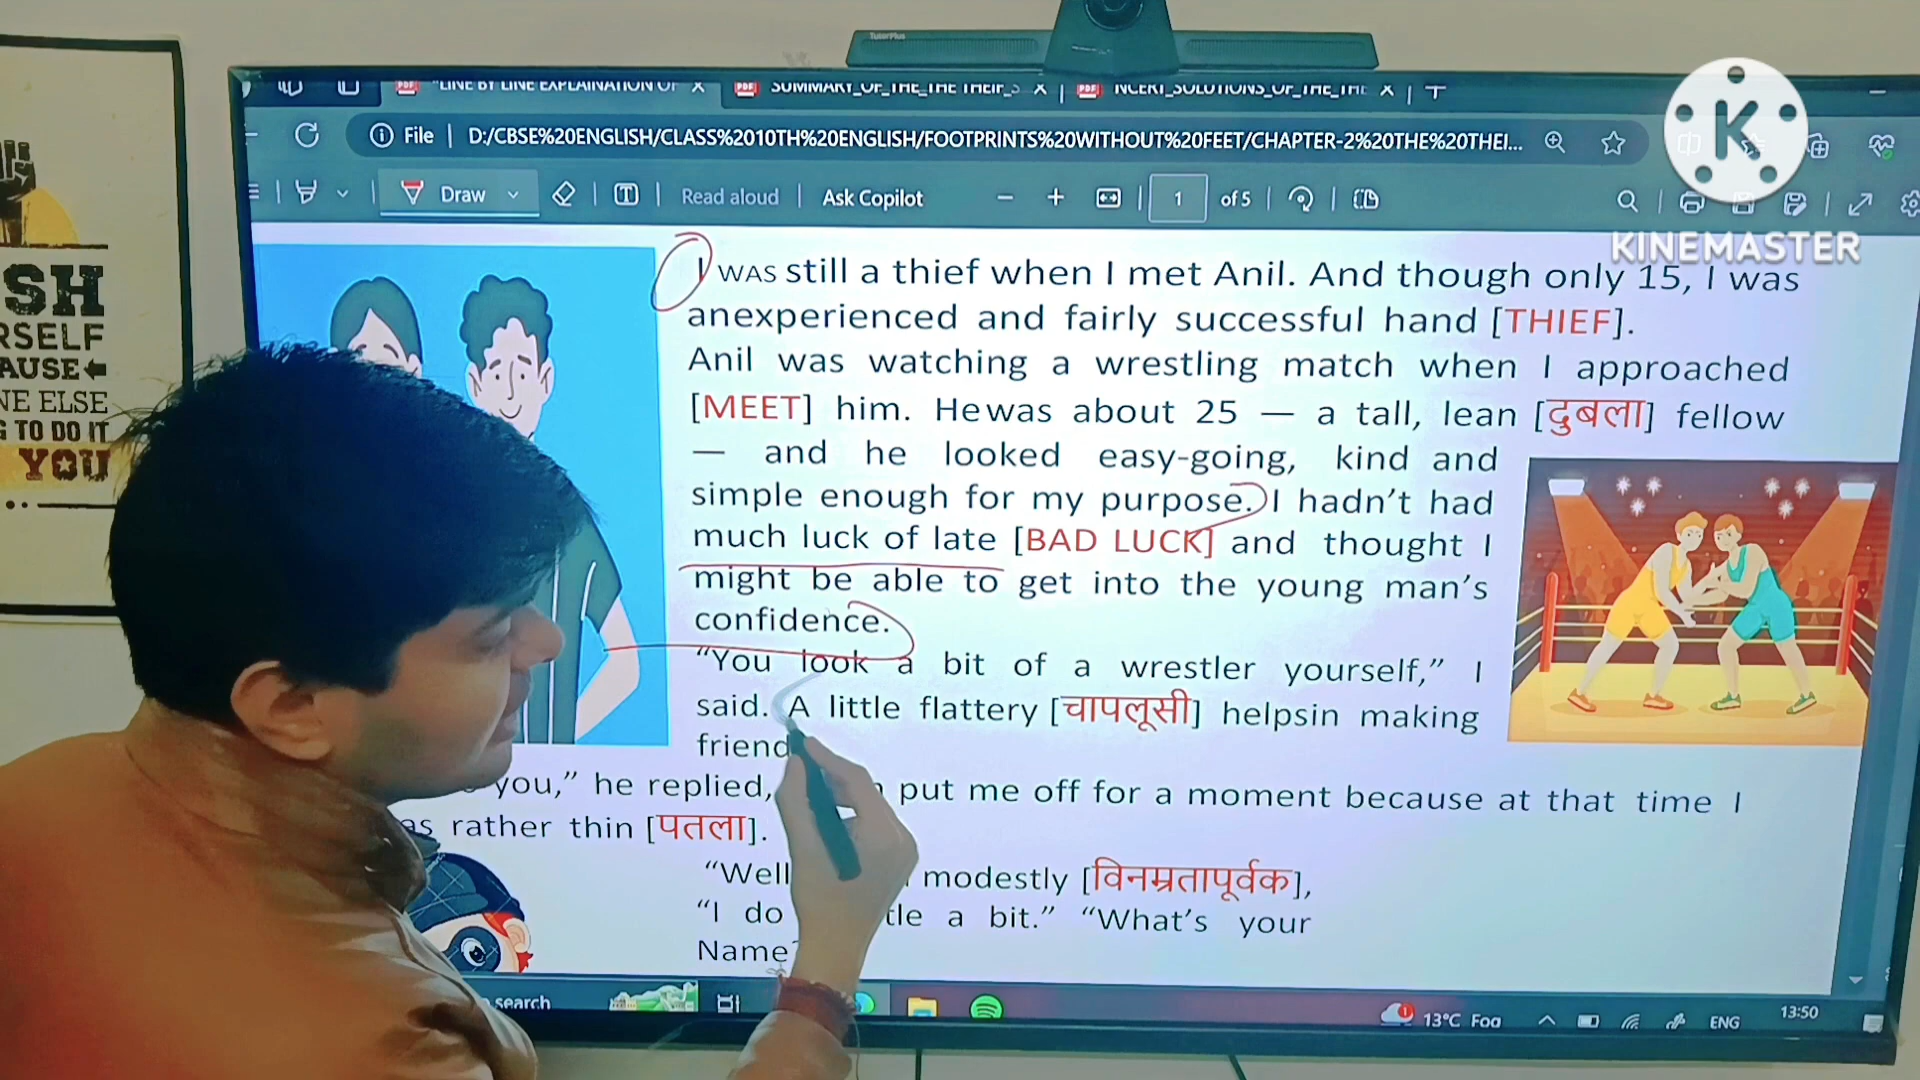 TutorPlus
"LINE BY LINE EXPLAINATION OF
SUMMARY_OF_THE_THE THEIF_S
NCERT_SOLUTIONS_OF_THE_THE
File | D:/CBSE%20ENGLISH/CLASS%2010TH%20ENGLISH/FOOTPRINTS%20WITHOUT%20FEET/CHAPTER-2%20THE%20THEI...
Draw
Read aloud
Ask Copilot
1 of 5
K
KINEMASTER
SH
RSELF
AUSE
NE ELSE
G TO DO IT
YOU
I WAS still a thief when I met Anil. And though only 15, I was
anexperienced and fairly successful hand [THIEF].
Anil was watching a wrestling match when I approached
[MEET] him. Hewas about 25 — a tall, lean [दुबला] fellow
— and he looked easy-going, kind and
simple enough for my purpose. I hadn't had
much luck of late [BAD LUCK] and thought I
might be able to get into the young man's
confidence.
"You look a bit of a wrestler yourself," I
said. A little flattery [चापलूसी] helpsin making
friend
you," he replied, put me off for a moment because at that time I
as rather thin [पतला].
"Well modestly [विनम्रतापूर्वक],
"I do tle a bit." "What's your
Name
search
13°C Fog
ENG
13:50